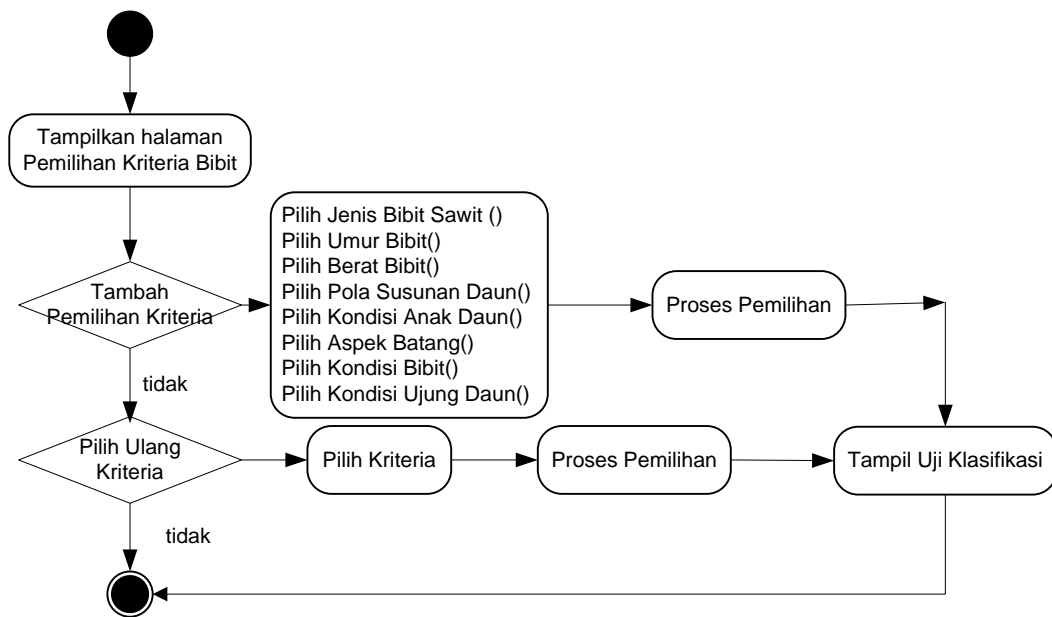 Tampilkan halaman
Pemilihan Kriteria Bibit
Pilih Jenis Bibit Sawit ()
Pilih Umur Bibit()
Pilih Berat Bibit()
Pilih Pola Susunan Daun()
Pilih Kondisi Anak Daun()
Pilih Aspek Batang()
Pilih Kondisi Bibit()
Pilih Kondisi Ujung Daun()
Tambah
Pemilihan Kriteria
Proses Pemilihan
tidak
Pilih Ulang
Kriteria
Pilih Kriteria
Proses Pemilihan
Tampil Uji Klasifikasi
tidak